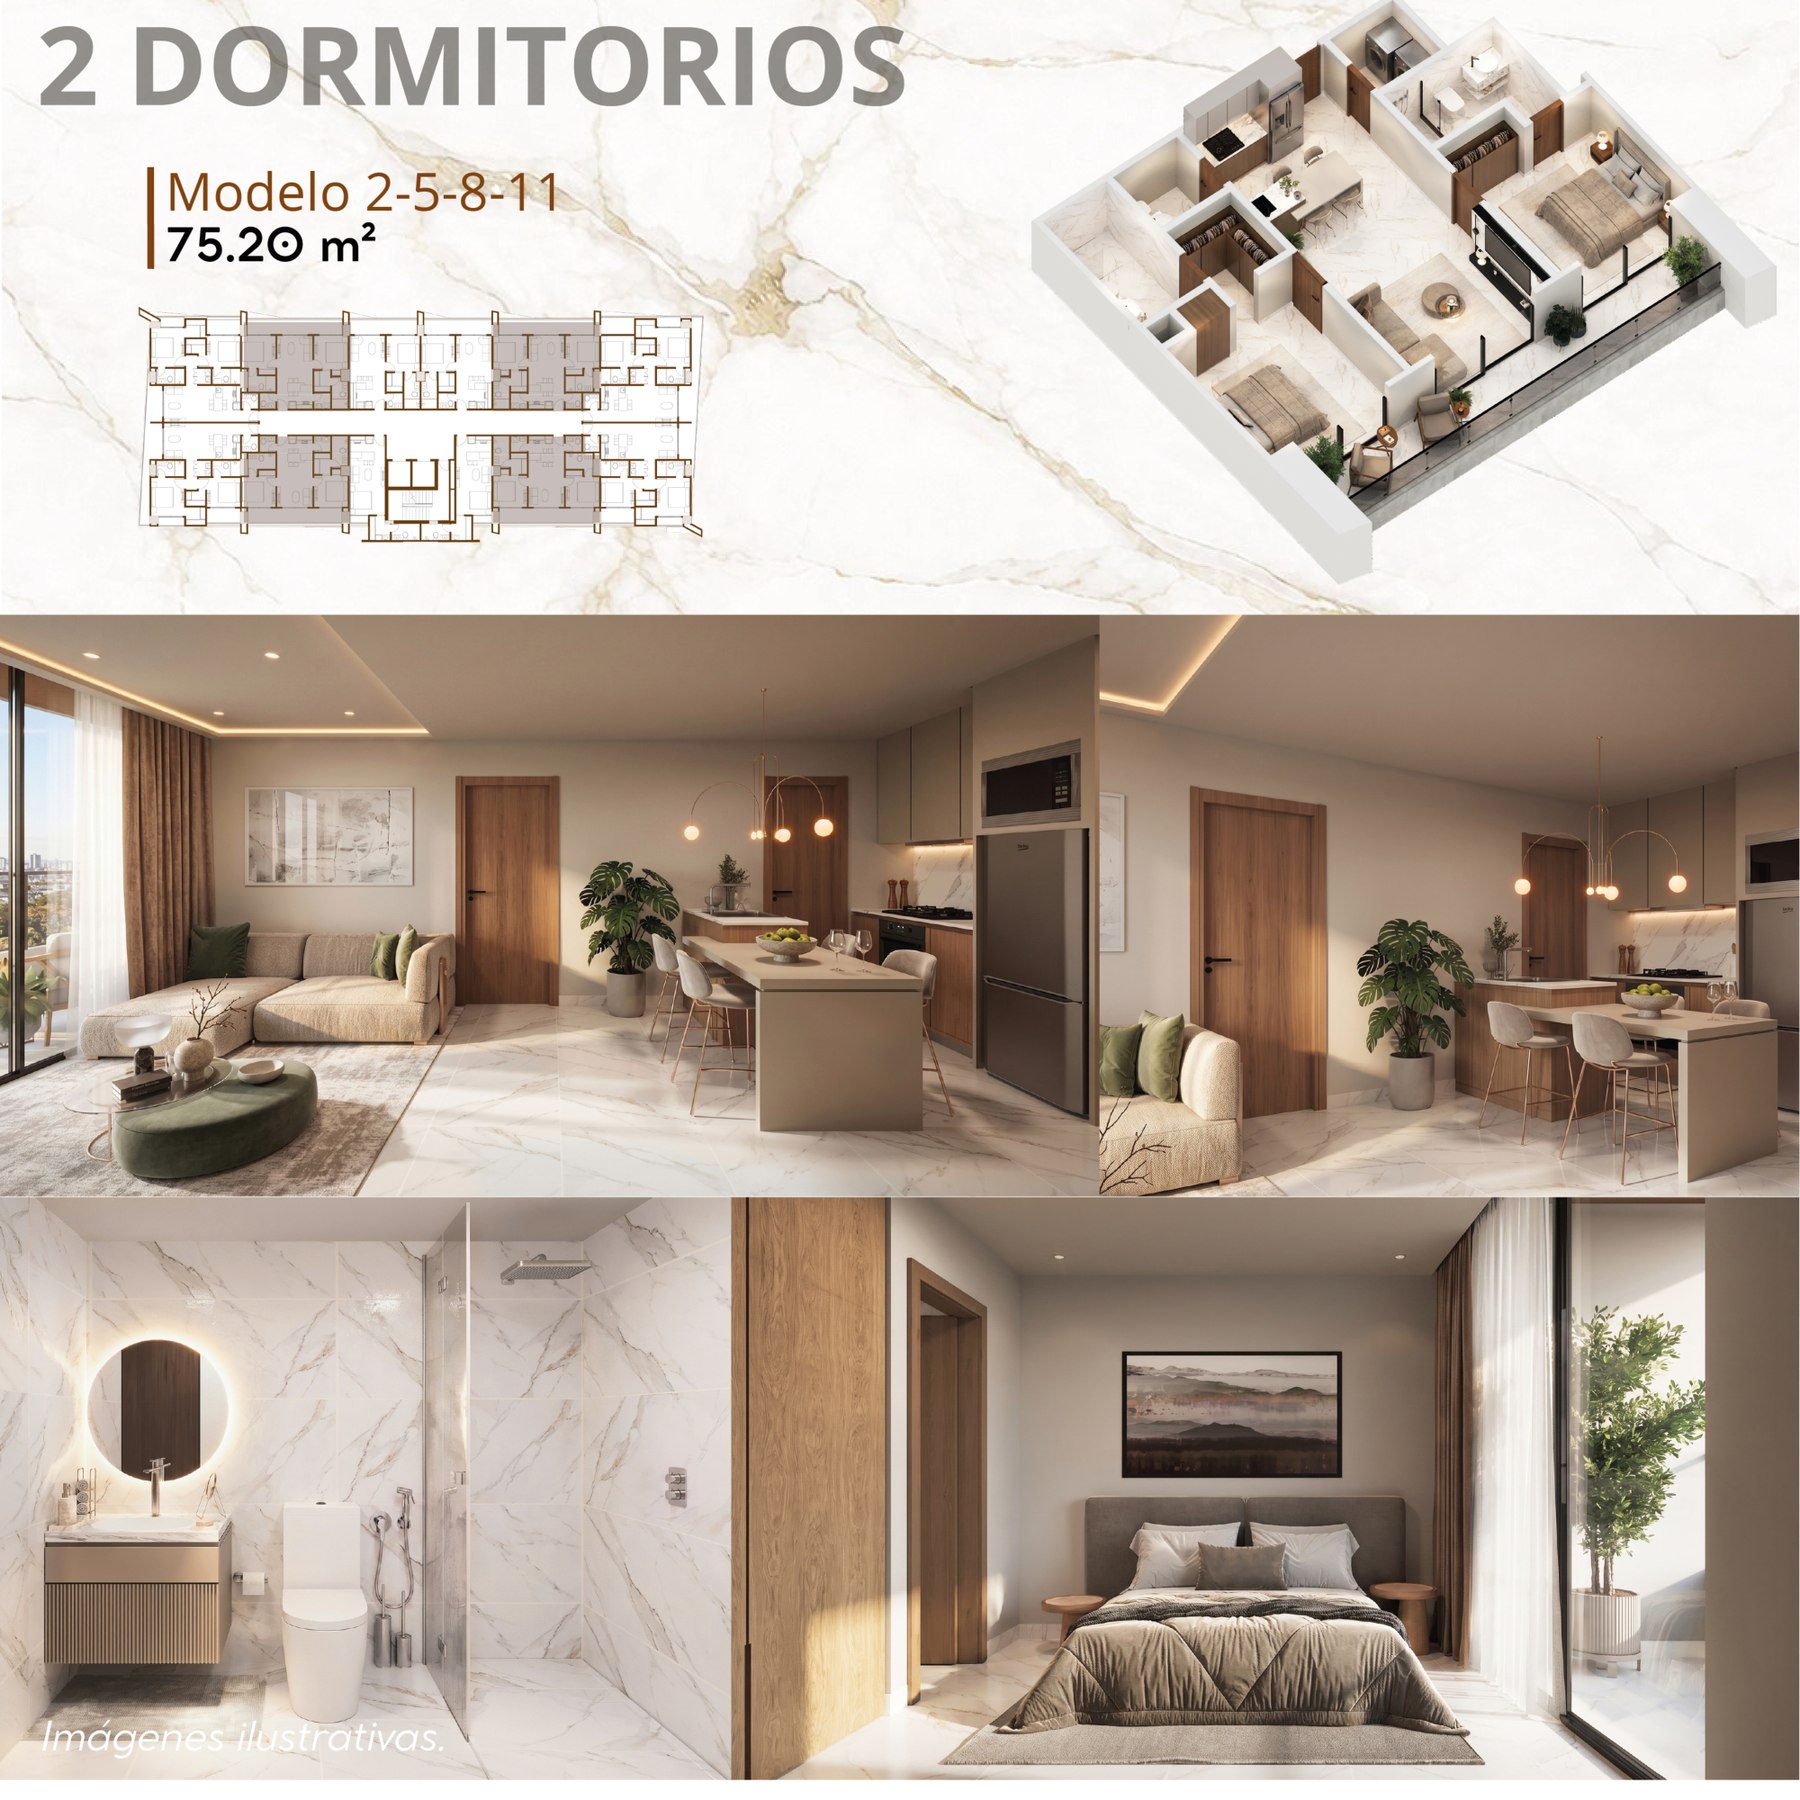 2 DORMITORIOS
Modelo 2-5-8-11
75.20 m²
Imágenes ilustrativas.